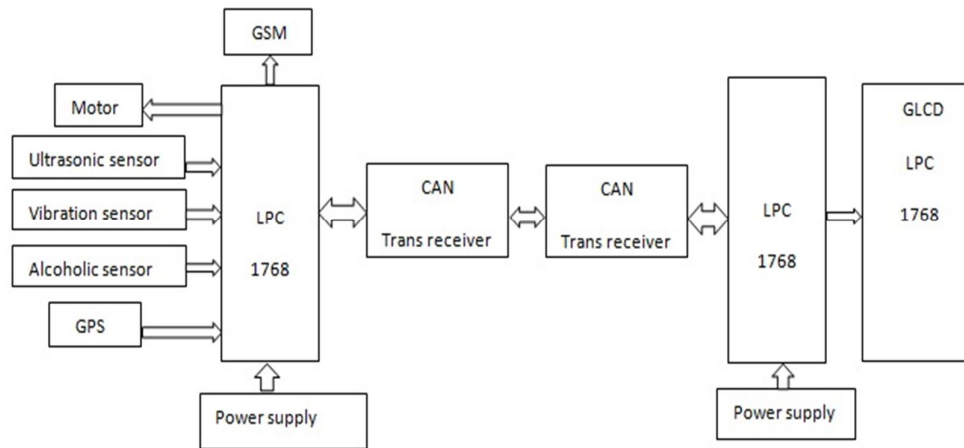 GSM
Motor
Ultrasonic sensor
Vibration sensor
Alcoholic sensor
GPS
LPC
1768
Power supply
CAN
Trans receiver
CAN
Trans receiver
LPC
1768
Power supply
GLCD
LPC
1768